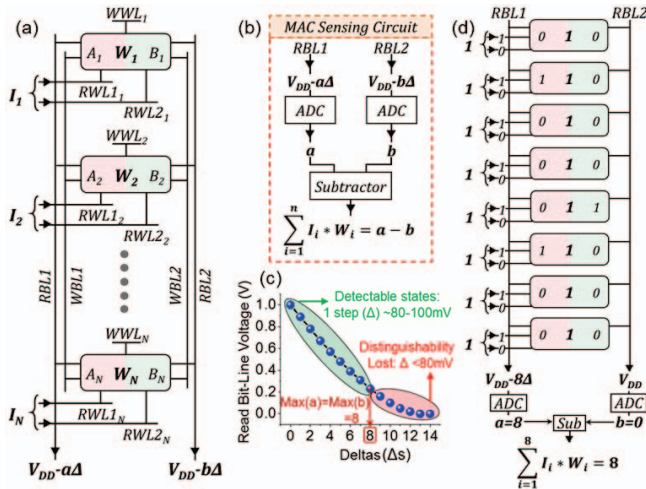 (a)
WWL1
A1 W1 B1
I1
RWL11
RWL21
WWL2
A2 W2 B2
I2
RWL12
RWL22
RBL1
WBL1
WBL2
RBL2
WWLN
AN WN BN
IN
RWL1N
RWL2N
VDD-aΔ VDD-bΔ
(b)
MAC Sensing Circuit
RBL1 RBL2
VDD-aΔ VDD-bΔ
ADC ADC
a b
Subtractor
∑ni=1 Ii * Wi = a − b
(c)
Read Bit-Line Voltage (V)
1.0
0.8
0.6
0.4
0.2
0.0
Detectable states:
1 step (Δ) ~80-100mV
Distinguishability
Lost: Δ <80mV
Max(a)=Max(b)
=8
0 2 4 6 8 10 12 14
Deltas (Δs)
(d)
RBL1 RBL2
1 1 0 0 1 0
1 1 0 1 1 0
1 1 0 0 1 0
1 1 0 0 1 0
1 1 0 0 1 1
1 1 0 1 1 0
1 1 0 0 1 0
1 1 0 0 1 0
VDD-8Δ VDD
ADC ADC
a=8 Sub b=0
∑8i=1 Ii * Wi = 8